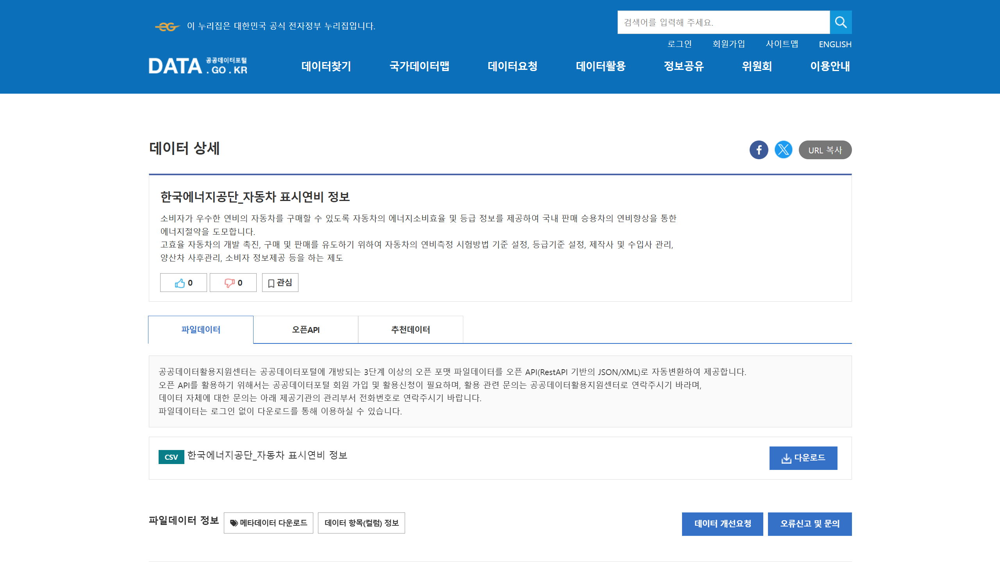 이 누리집은 대한민국 공식 전자정부 누리집입니다.
검색어를 입력해 주세요.
로그인 회원가입 사이트맵 ENGLISH
DATA 공공데이터포털 . GO . KR
데이터찾기 국가데이터맵 데이터요청 데이터활용 정보공유 위원회 이용안내
데이터 상세
URL 복사
한국에너지공단_자동차 표시연비 정보
소비자가 우수한 연비의 자동차를 구매할 수 있도록 자동차의 에너지소비효율 및 등급 정보를 제공하여 국내 판매 승용차의 연비향상을 통한
에너지절약을 도모합니다.
고효율 자동차의 개발 촉진, 구매 및 판매를 유도하기 위하여 자동차의 연비측정 시험방법 기준 설정, 등급기준 설정, 제작사 및 수입사 관리,
양산차 사후관리, 소비자 정보제공 등을 하는 제도
0 0 관심
파일데이터 오픈API 추천데이터
공공데이터활용지원센터는 공공데이터포털에 개방되는 3단계 이상의 오픈 포맷 파일데이터를 오픈 API(RestAPI 기반의 JSON/XML)로 자동변환하여 제공합니다.
오픈 API를 활용하기 위해서는 공공데이터포털 회원 가입 및 활용신청이 필요하며, 활용 관련 문의는 공공데이터활용지원센터로 연락주시기 바라며,
데이터 자체에 대한 문의는 아래 제공기관의 관리부서 전화번호로 연락주시기 바랍니다.
파일데이터는 로그인 없이 다운로드를 통해 이용하실 수 있습니다.
CSV 한국에너지공단_자동차 표시연비 정보
다운로드
파일데이터 정보 메타데이터 다운로드 데이터 항목(컬럼) 정보
데이터 개선요청 오류신고 및 문의